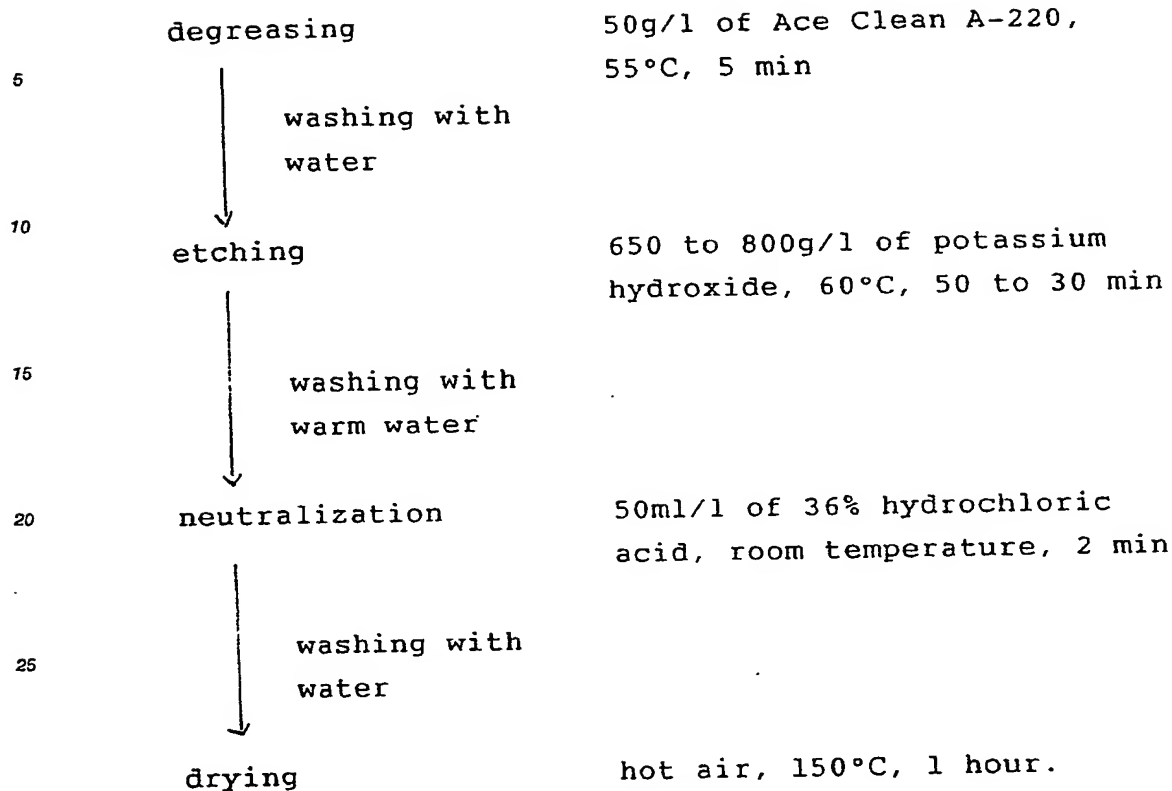 degreasing 50g/l of Ace Clean A-220,
5 55°C, 5 min
washing with
water
10
etching 650 to 800g/l of potassium
hydroxide, 60°C, 50 to 30 min
15
washing with
warm water
20 neutralization 50ml/l of 36% hydrochloric
acid, room temperature, 2 min
washing with
25
water
drying hot air, 150°C, 1 hour.